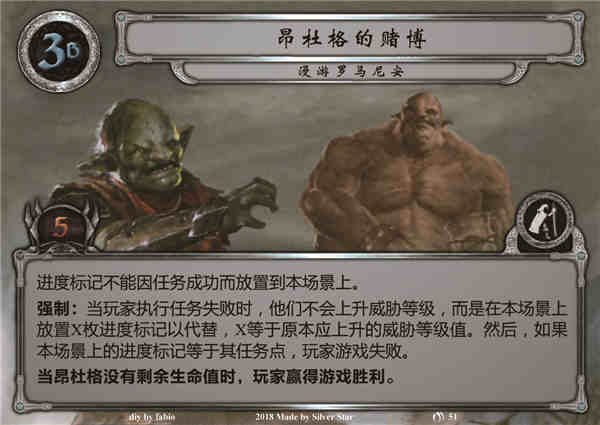 3B
昂杜格的赌博
漫游罗马尼安
5
进度标记不能因任务成功而放置到本场景上。
强制：当玩家执行任务失败时，他们不会上升威胁等级，而是在本场景上
放置X枚进度标记以代替，X等于原本应上升的威胁等级值。然后，如果
本场景上的进度标记等于其任务点，玩家游戏失败。
当昂杜格没有剩余生命值时，玩家赢得游戏胜利。
diy by fabio 2018 Made by Silver Star 51